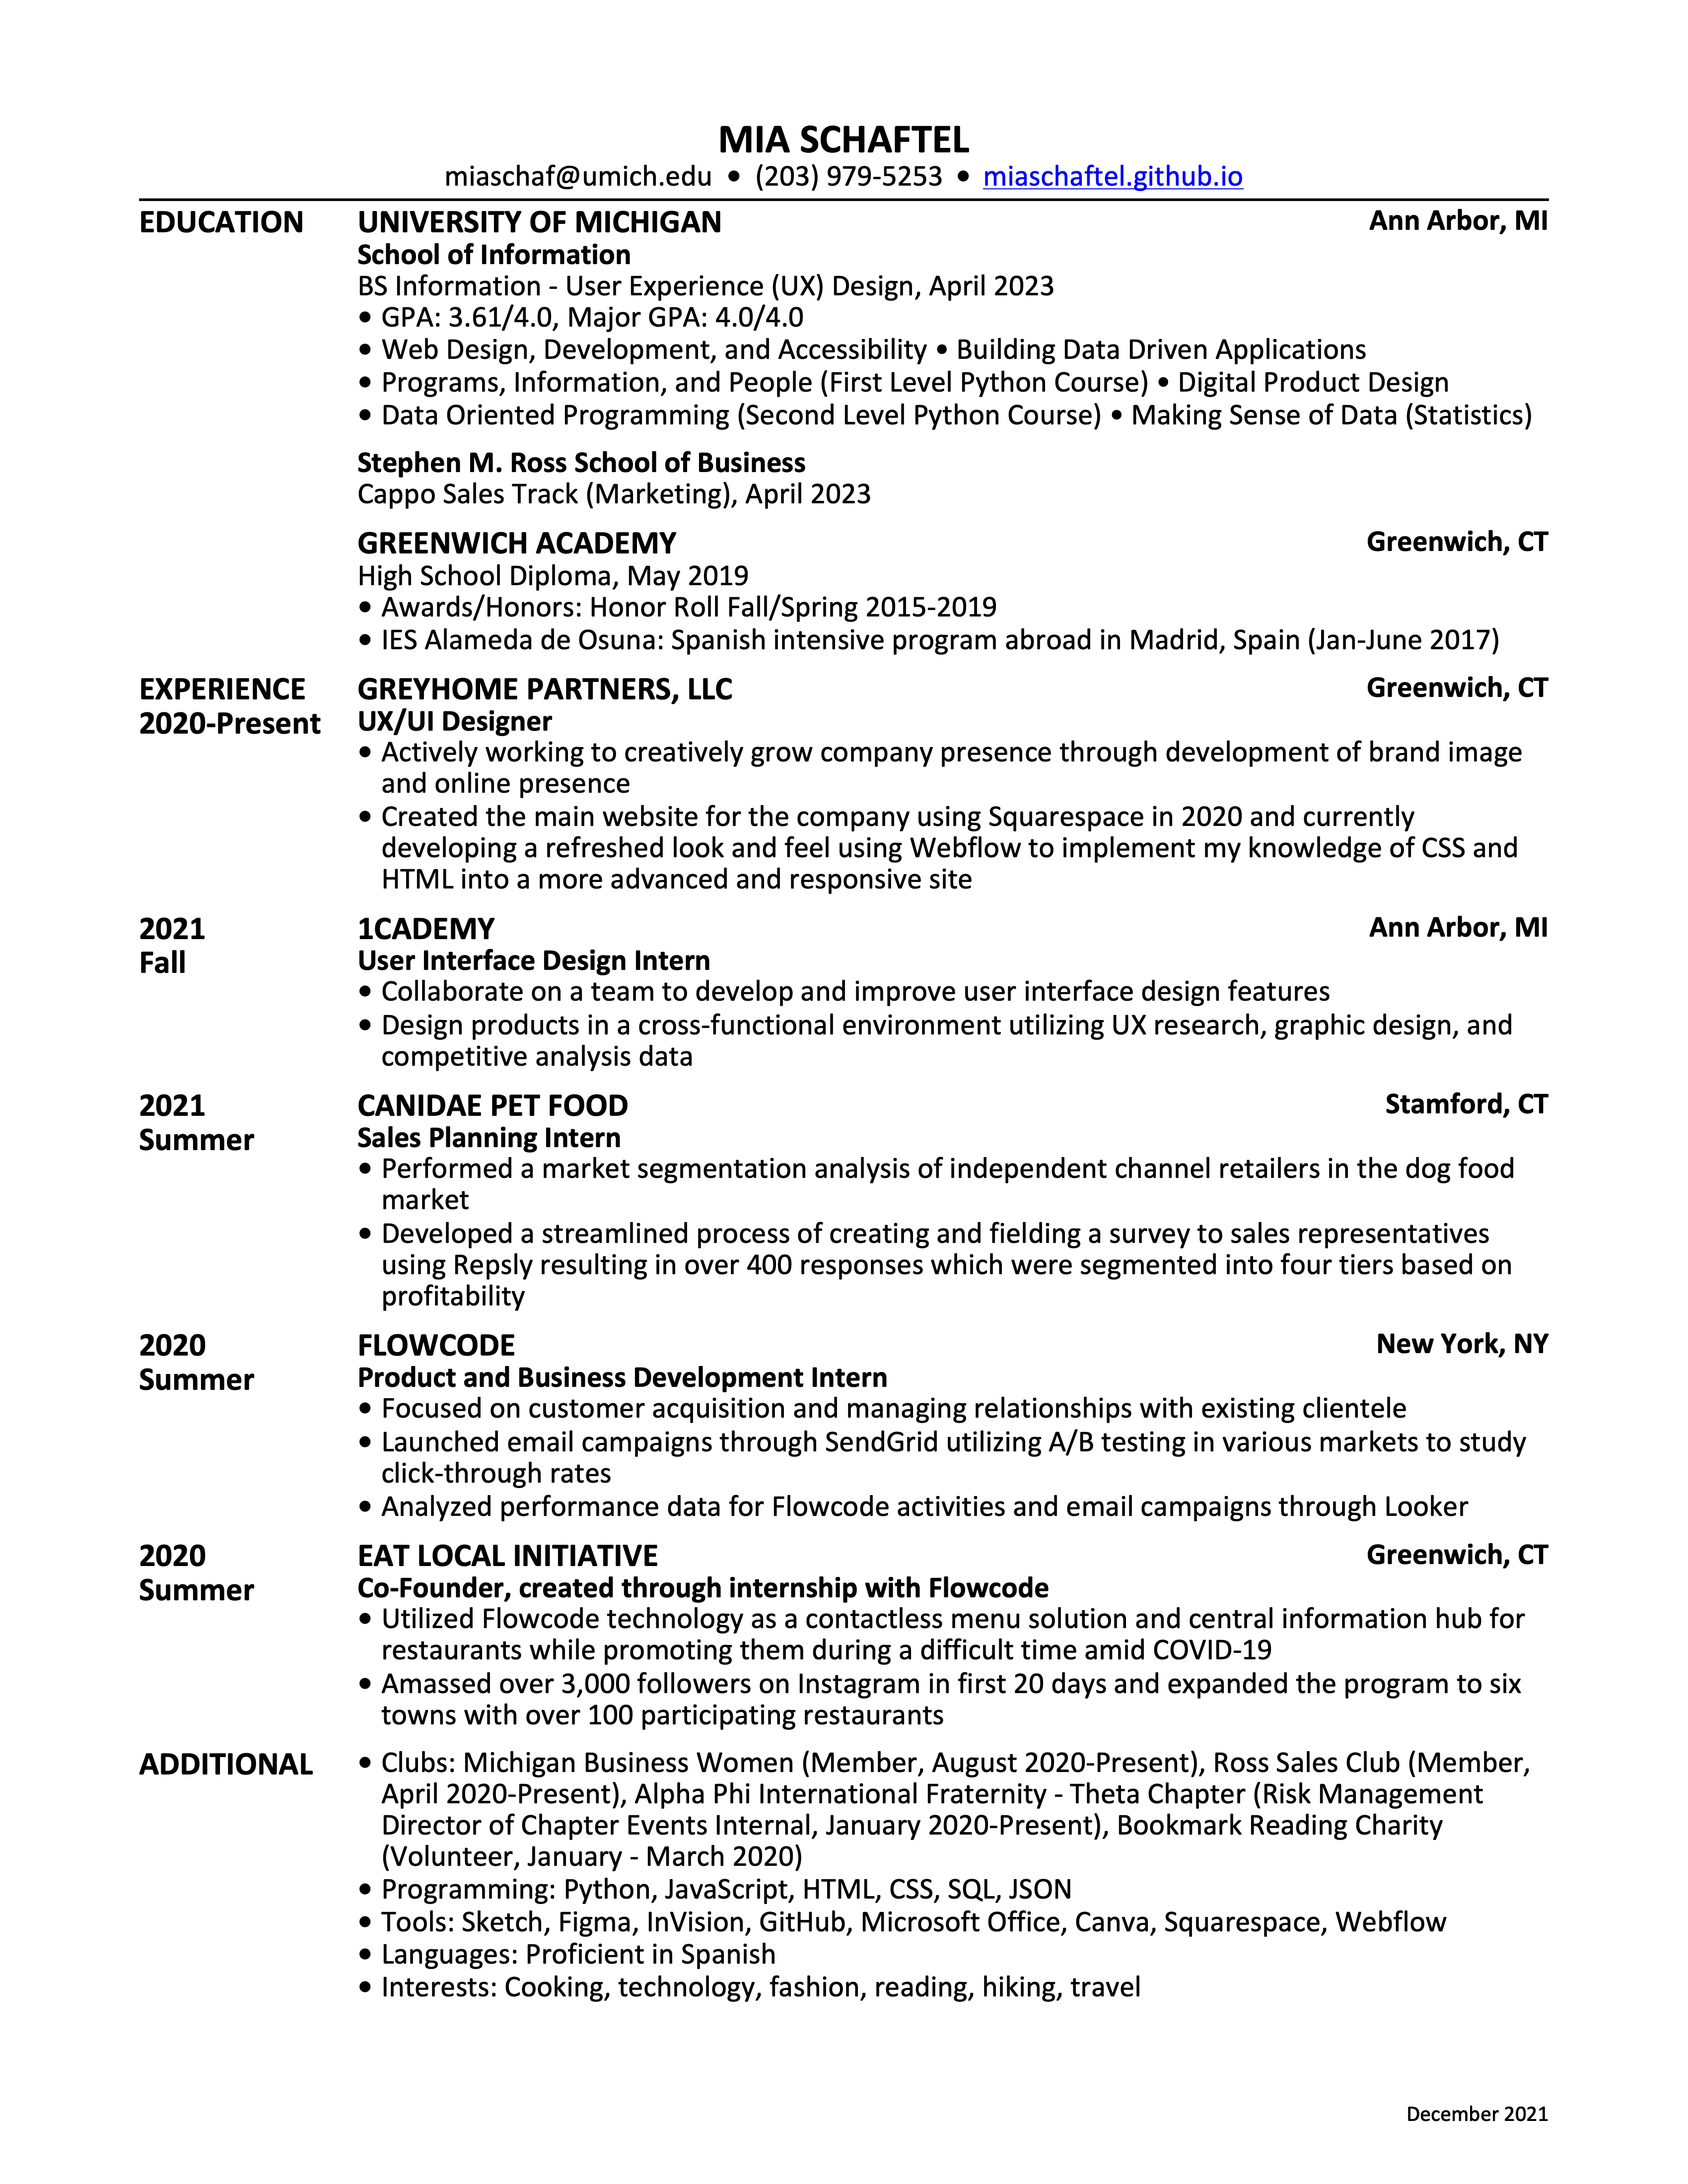 MIA SCHAFTEL
miaschaf@umich.edu • (203) 979-5253 • miaschaftel.github.io
EDUCATION UNIVERSITY OF MICHIGAN Ann Arbor, MI
School of Information
BS Information - User Experience (UX) Design, April 2023
• GPA: 3.61/4.0, Major GPA: 4.0/4.0
• Web Design, Development, and Accessibility • Building Data Driven Applications
• Programs, Information, and People (First Level Python Course) • Digital Product Design
• Data Oriented Programming (Second Level Python Course) • Making Sense of Data (Statistics)
Stephen M. Ross School of Business
Cappo Sales Track (Marketing), April 2023
GREENWICH ACADEMY Greenwich, CT
High School Diploma, May 2019
• Awards/Honors: Honor Roll Fall/Spring 2015-2019
• IES Alameda de Osuna: Spanish intensive program abroad in Madrid, Spain (Jan-June 2017)
EXPERIENCE GREYHOME PARTNERS, LLC Greenwich, CT
2020-Present UX/UI Designer
• Actively working to creatively grow company presence through development of brand image
and online presence
• Created the main website for the company using Squarespace in 2020 and currently
developing a refreshed look and feel using Webflow to implement my knowledge of CSS and
HTML into a more advanced and responsive site
2021 1CADEMY Ann Arbor, MI
Fall User Interface Design Intern
• Collaborate on a team to develop and improve user interface design features
• Design products in a cross-functional environment utilizing UX research, graphic design, and
competitive analysis data
2021 CANIDAE PET FOOD Stamford, CT
Summer Sales Planning Intern
• Performed a market segmentation analysis of independent channel retailers in the dog food
market
• Developed a streamlined process of creating and fielding a survey to sales representatives
using Repsly resulting in over 400 responses which were segmented into four tiers based on
profitability
2020 FLOWCODE New York, NY
Summer Product and Business Development Intern
• Focused on customer acquisition and managing relationships with existing clientele
• Launched email campaigns through SendGrid utilizing A/B testing in various markets to study
click-through rates
• Analyzed performance data for Flowcode activities and email campaigns through Looker
2020 EAT LOCAL INITIATIVE Greenwich, CT
Summer Co-Founder, created through internship with Flowcode
• Utilized Flowcode technology as a contactless menu solution and central information hub for
restaurants while promoting them during a difficult time amid COVID-19
• Amassed over 3,000 followers on Instagram in first 20 days and expanded the program to six
towns with over 100 participating restaurants
ADDITIONAL • Clubs: Michigan Business Women (Member, August 2020-Present), Ross Sales Club (Member,
April 2020-Present), Alpha Phi International Fraternity - Theta Chapter (Risk Management
Director of Chapter Events Internal, January 2020-Present), Bookmark Reading Charity
(Volunteer, January - March 2020)
• Programming: Python, JavaScript, HTML, CSS, SQL, JSON
• Tools: Sketch, Figma, InVision, GitHub, Microsoft Office, Canva, Squarespace, Webflow
• Languages: Proficient in Spanish
• Interests: Cooking, technology, fashion, reading, hiking, travel
December 2021